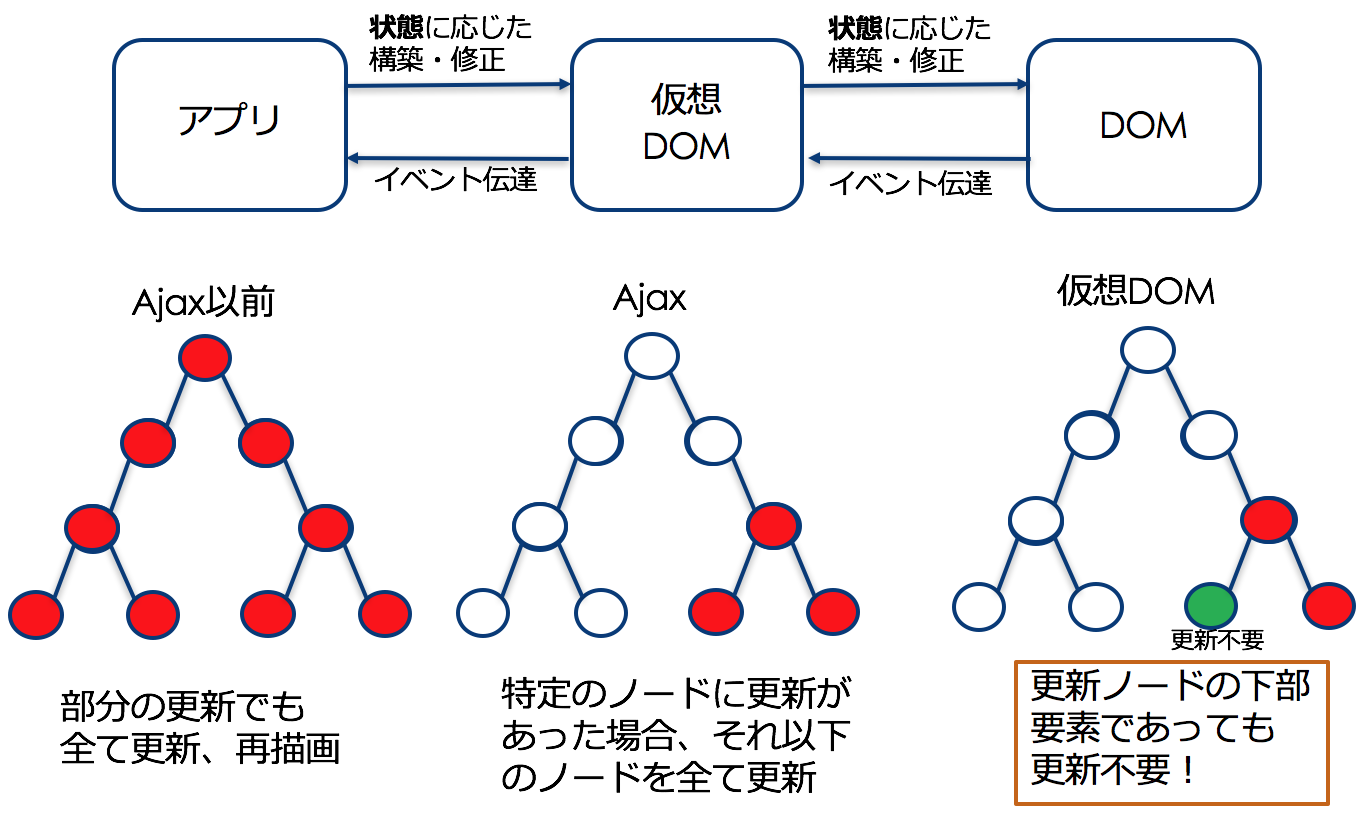 状態に応じた
構築・修正
状態に応じた
構築・修正
アプリ
仮想
DOM
DOM
イベント伝達
イベント伝達
Ajax以前
Ajax
仮想DOM
更新不要
部分の更新でも
全て更新、再描画
特定のノードに更新が
あった場合、それ以下
のノードを全て更新
更新ノードの下部
要素であっても
更新不要！